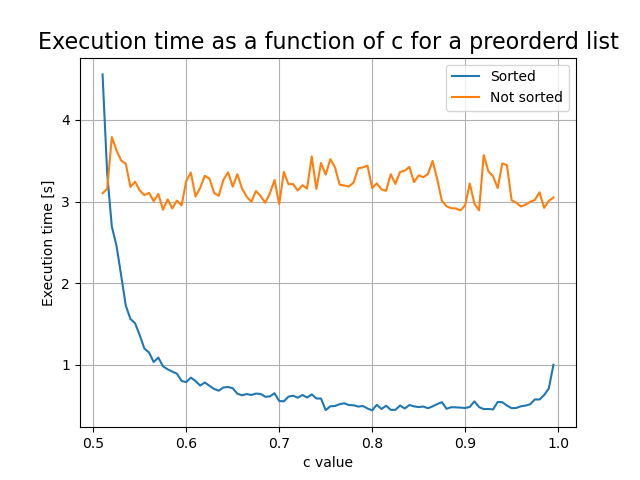 Execution time as a function of c for a preorderd list
Sorted
Not sorted
Execution time [s]
4
3
2
1
0.5 0.6 0.7 0.8 0.9 1.0
c value